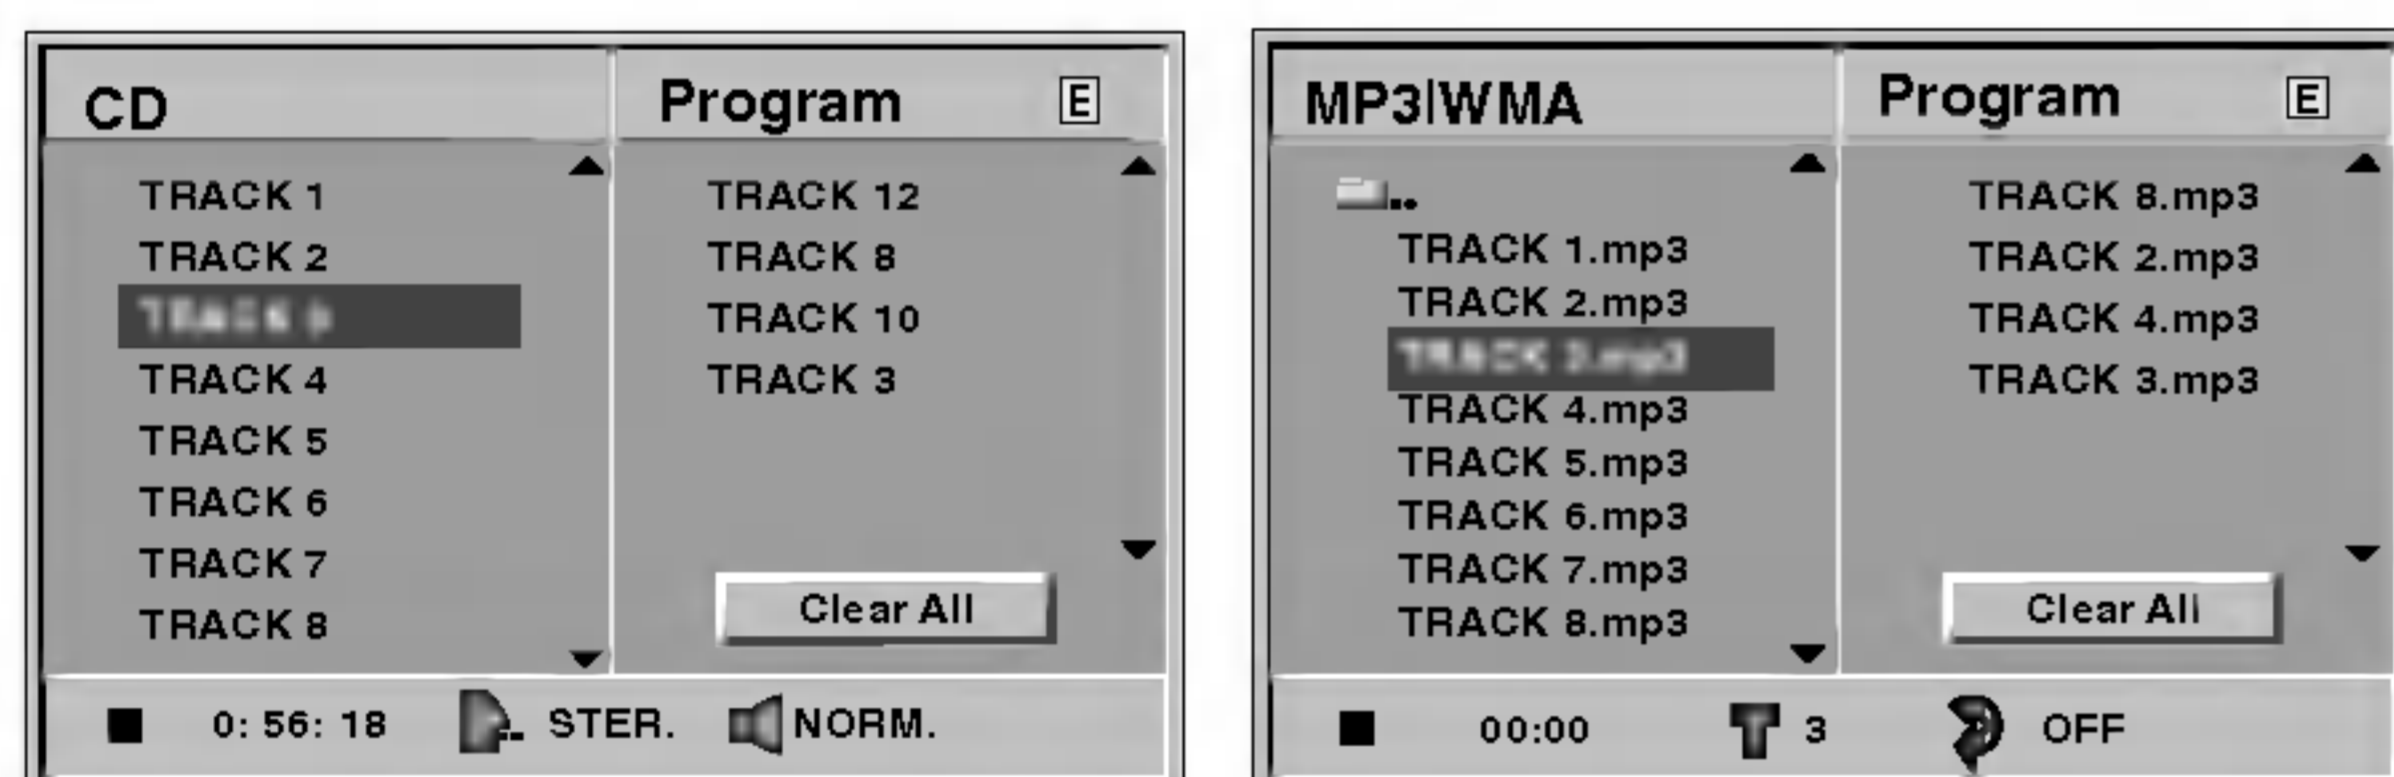 CD
Program E
TRACK 1
TRACK 2
TRACK 4
TRACK 5
TRACK 6
TRACK 7
TRACK 8
TRACK 12
TRACK 8
TRACK 10
TRACK 3
Clear All
0: 56: 18 STER. NORM.
MP3|WMA
Program E
..
TRACK 1.mp3
TRACK 2.mp3
TRACK 3.mp3
TRACK 4.mp3
TRACK 5.mp3
TRACK 6.mp3
TRACK 7.mp3
TRACK 8.mp3
TRACK 8.mp3
TRACK 2.mp3
TRACK 4.mp3
TRACK 3.mp3
Clear All
00:00 T 3 OFF